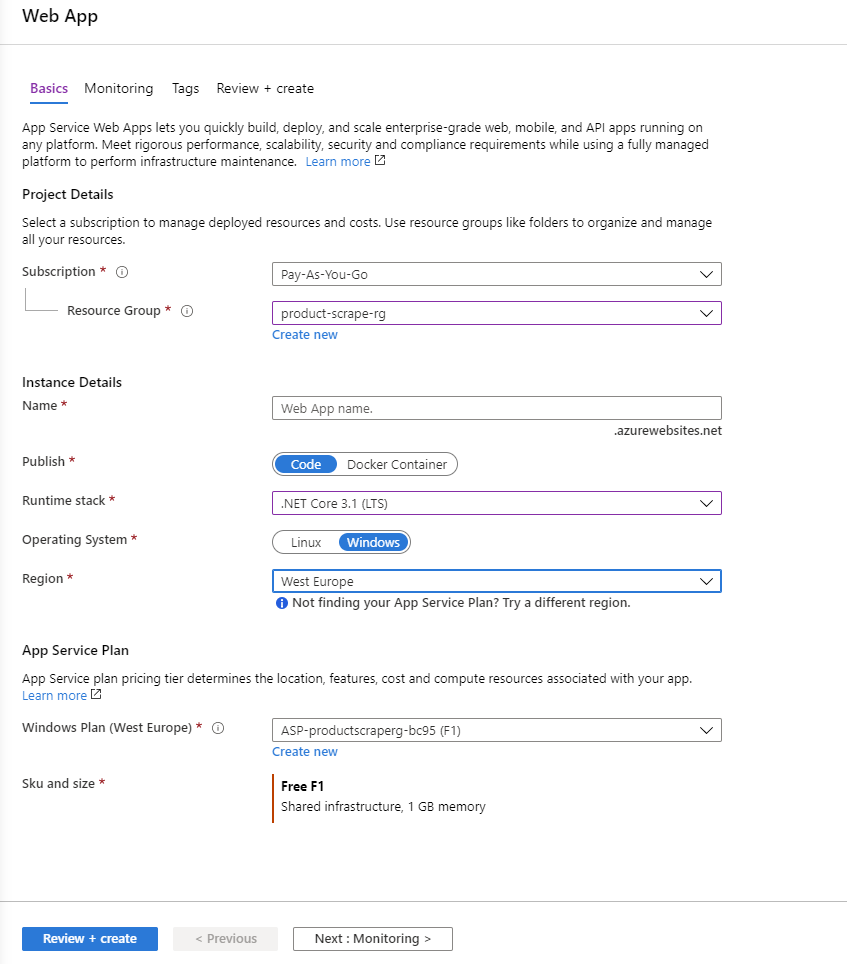 Web App
Basics Monitoring Tags Review + create
App Service Web Apps lets you quickly build, deploy, and scale enterprise-grade web, mobile, and API apps running on
any platform. Meet rigorous performance, scalability, security and compliance requirements while using a fully managed
platform to perform infrastructure maintenance. Learn more
Project Details
Select a subscription to manage deployed resources and costs. Use resource groups like folders to organize and manage
all your resources.
Subscription * Pay-As-You-Go
Resource Group * product-scrape-rg
Create new
Instance Details
Name * Web App name.
.azurewebsites.net
Publish * Code Docker Container
Runtime stack * .NET Core 3.1 (LTS)
Operating System * Linux Windows
Region * West Europe
Not finding your App Service Plan? Try a different region.
App Service Plan
App Service plan pricing tier determines the location, features, cost and compute resources associated with your app.
Learn more
Windows Plan (West Europe) * ASP-productscraperg-bc95 (F1)
Create new
Sku and size * Free F1
Shared infrastructure, 1 GB memory
Review + create < Previous Next : Monitoring >